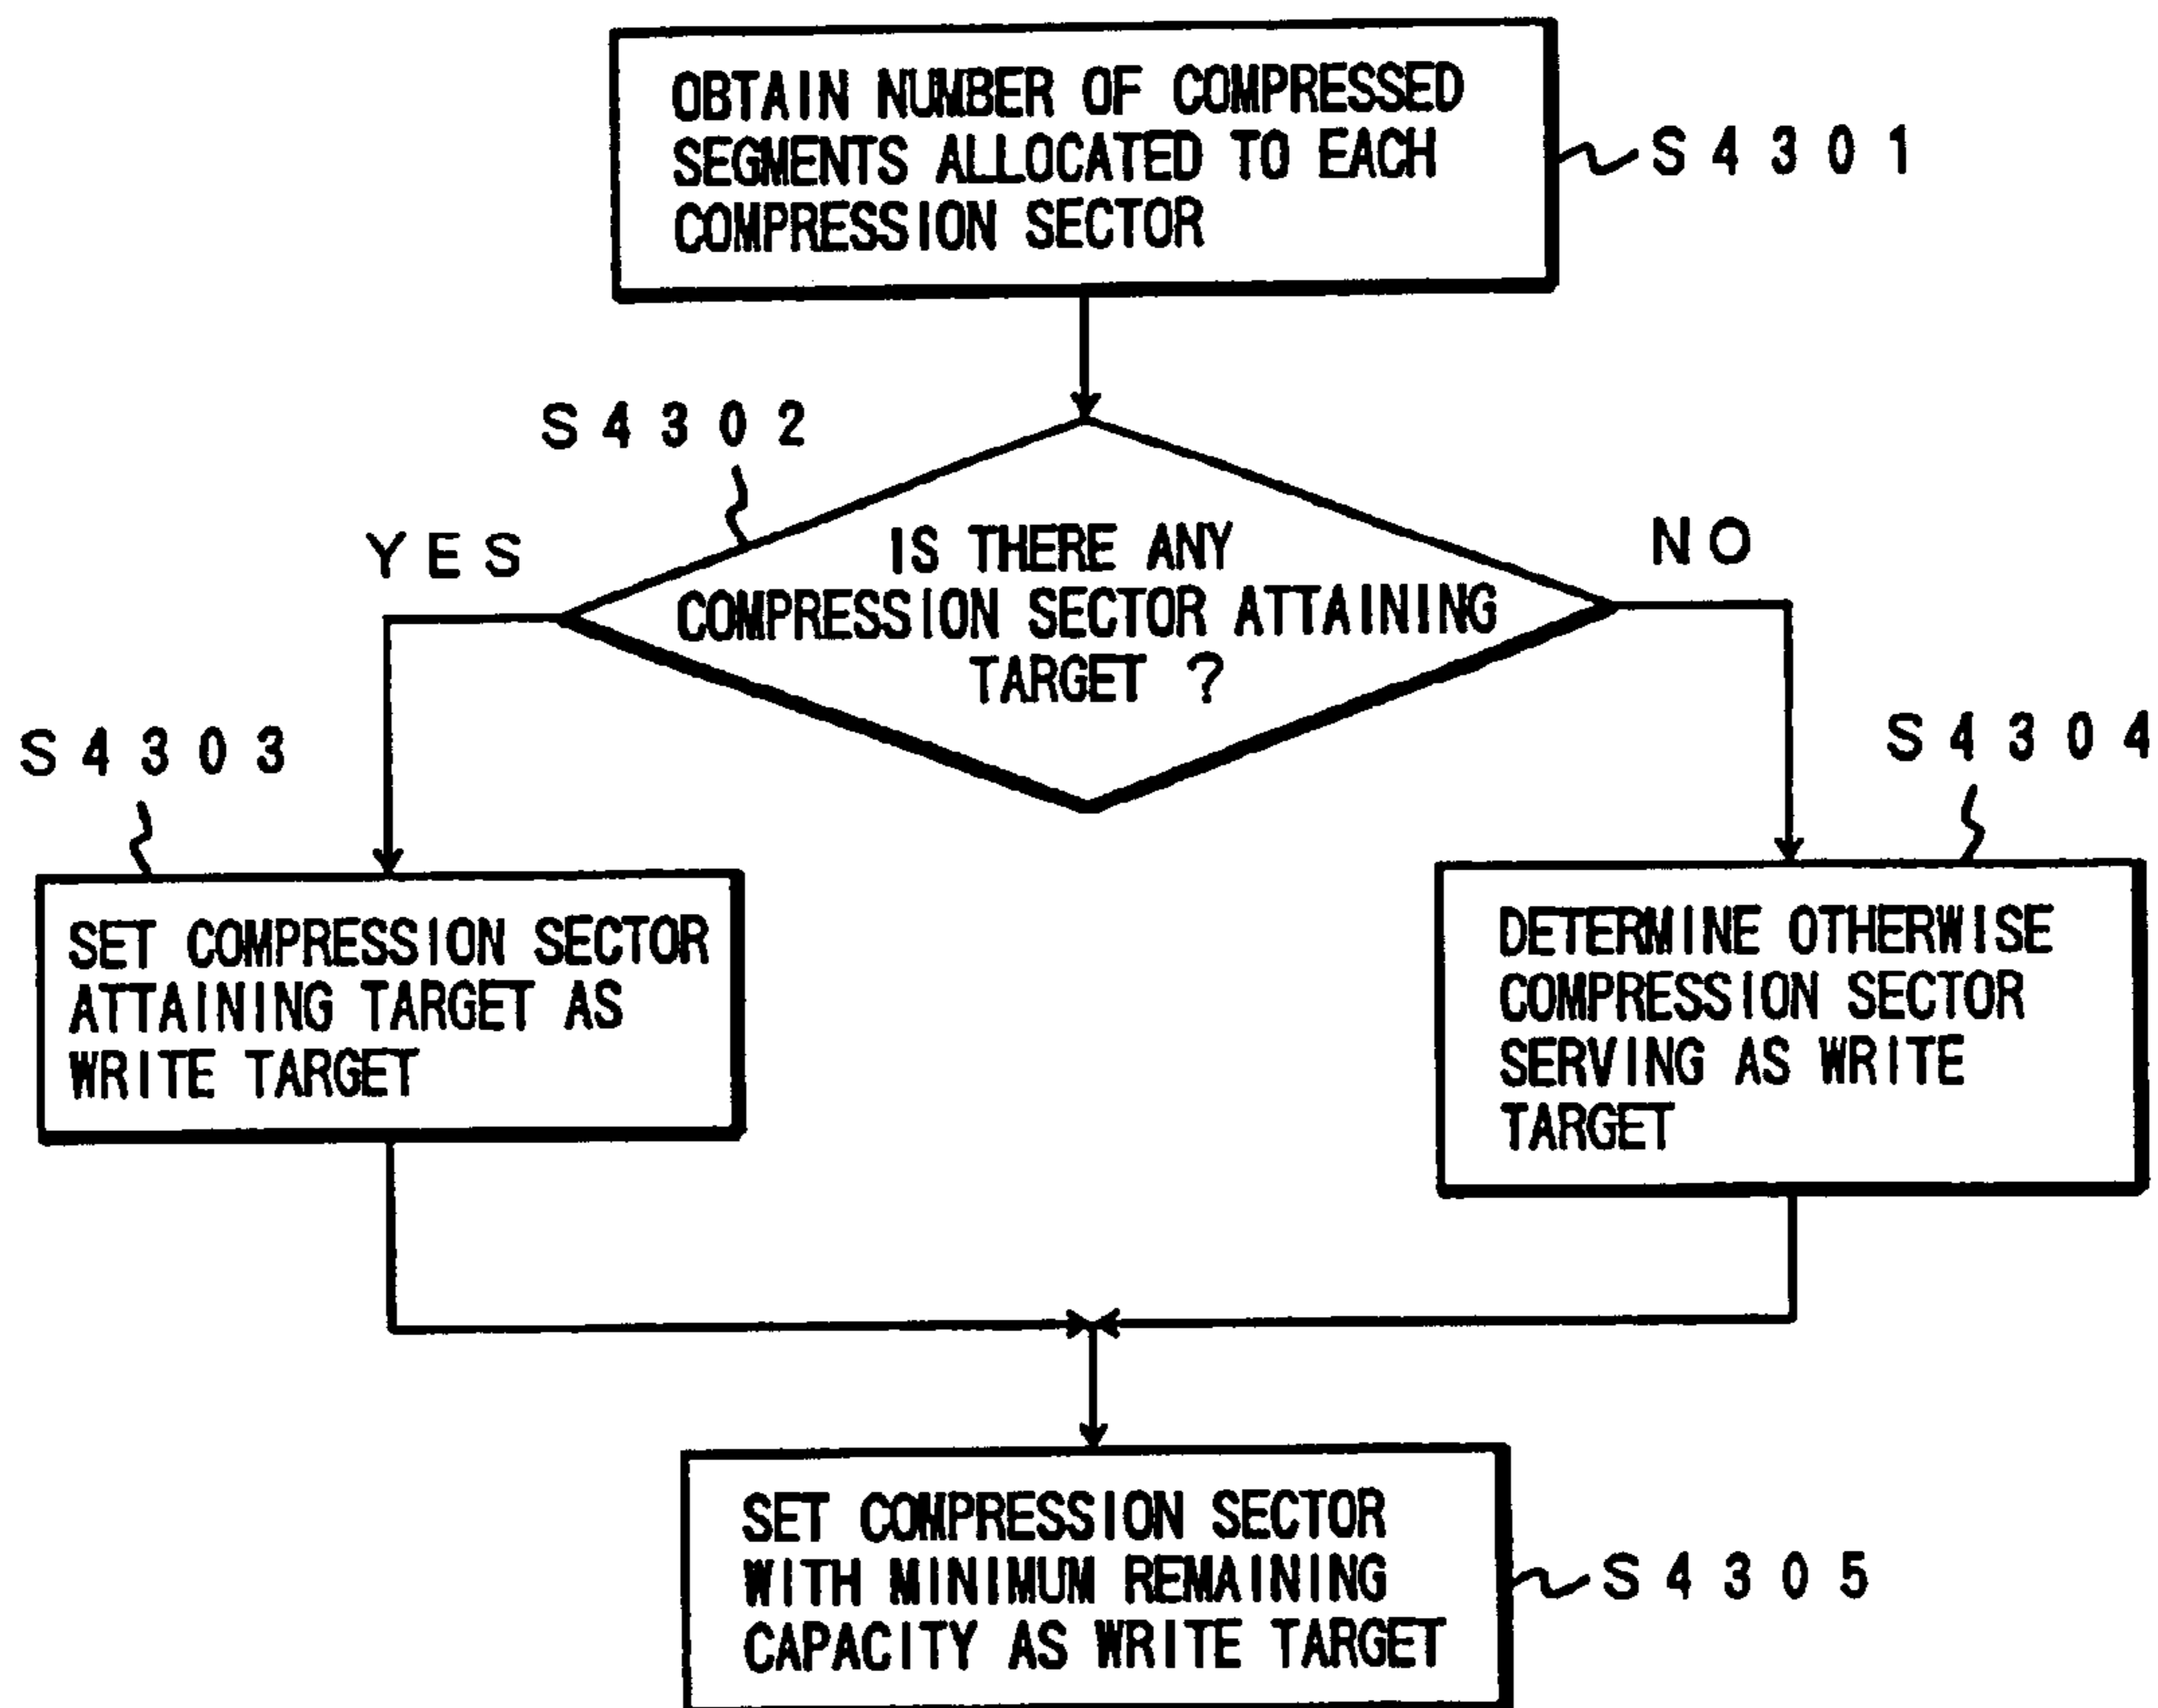 OBTAIN NUMBER OF COMPRESSED
SEGMENTS ALLOCATED TO EACH
COMPRESSION SECTOR
S4301
S4302
YES
IS THERE ANY
COMPRESSION SECTOR ATTAINING
TARGET ?
NO
S4303
S4304
SET COMPRESSION SECTOR
ATTAINING TARGET AS
WRITE TARGET
DETERMINE OTHERWISE
COMPRESSION SECTOR
SERVING AS WRITE
TARGET
SET COMPRESSION SECTOR
WITH MINIMUM REMAINING
CAPACITY AS WRITE TARGET
S4305